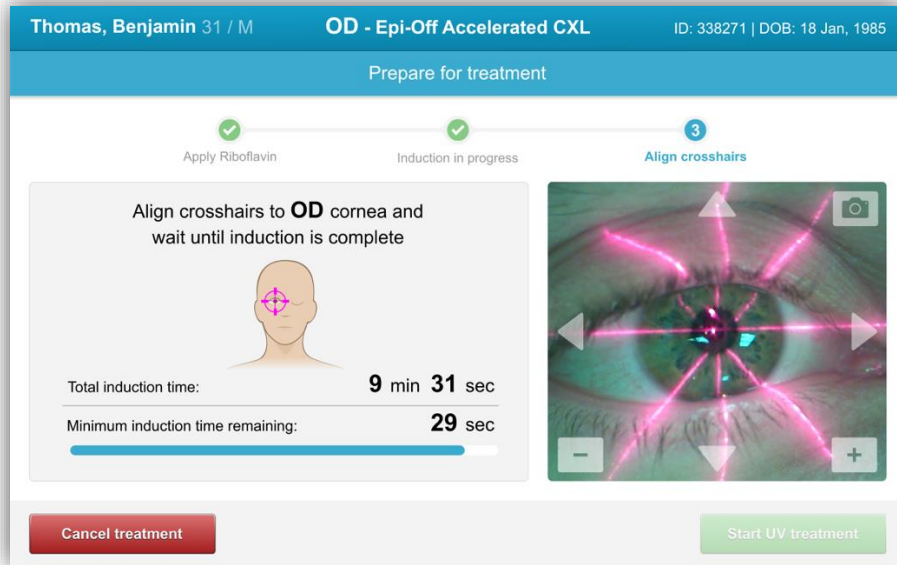 Thomas, Benjamin 31 / M
OD - Epi-Off Accelerated CXL
ID: 338271 | DOB: 18 Jan, 1985
Prepare for treatment
3
Apply Riboflavin
Induction in progress
Align crosshairs
Align crosshairs to OD cornea and
wait until induction is complete
Total induction time: 9 min 31 sec
Minimum induction time remaining: 29 sec
Cancel treatment
Start UV treatment